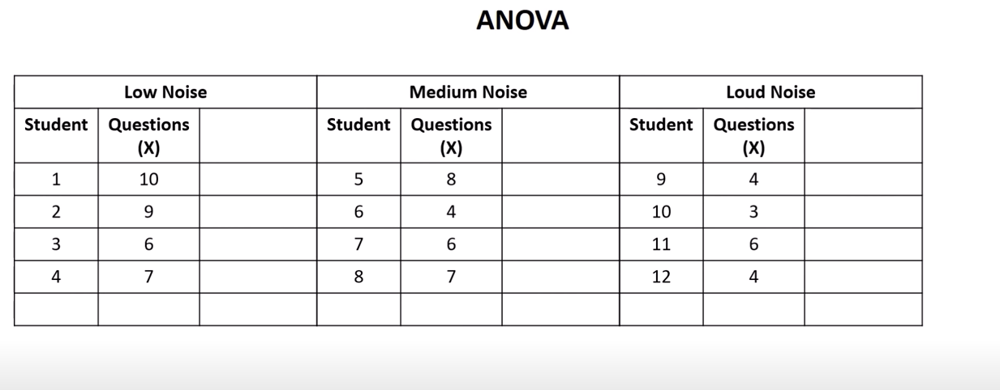 ANOVA
Low Noise Medium Noise Loud Noise
Student Questions (X) Student Questions (X) Student Questions (X)
1 10 5 8 9 4
2 9 6 4 10 3
3 6 7 6 11 6
4 7 8 7 12 4